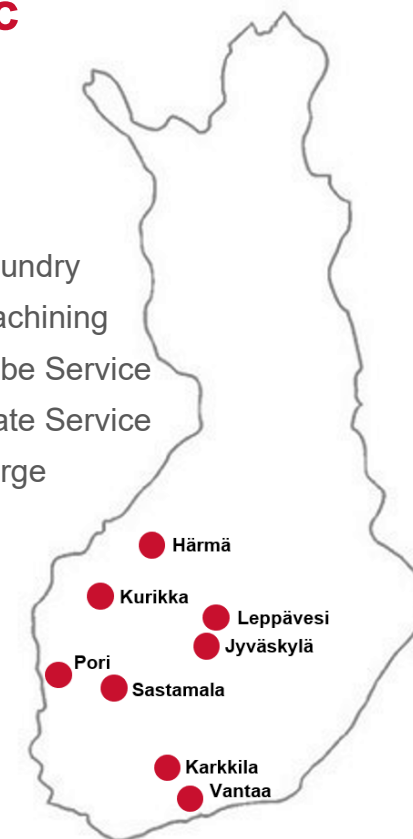 c
undry
achining
be Service
ate Service
rge
Härmä
Kurikka
Leppävesi
Jyväskylä
Pori
Sastamala
Karkkila
Vantaa